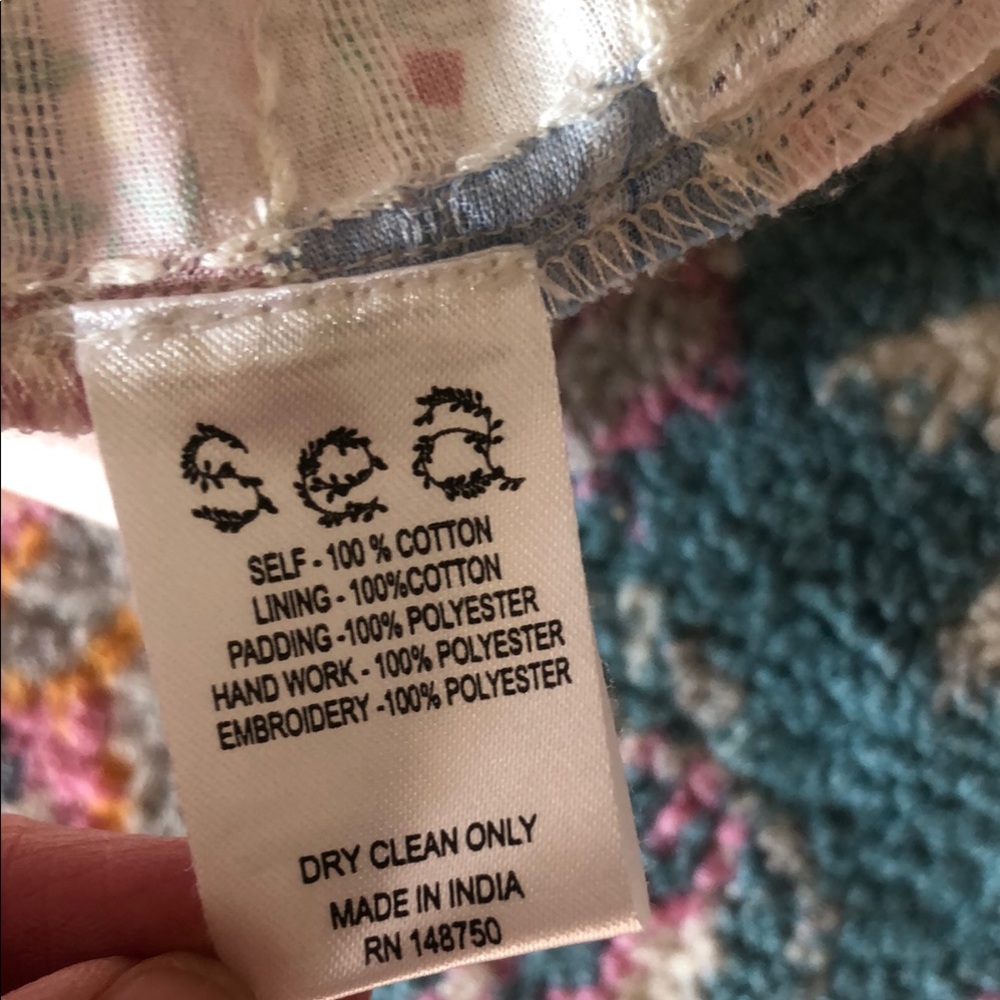 Sea
SELF - 100 % COTTON
LINING - 100%COTTON
PADDING -100% POLYESTER
HAND WORK - 100% POLYESTER
EMBROIDERY -100% POLYESTER
DRY CLEAN ONLY
MADE IN INDIA
RN 148750